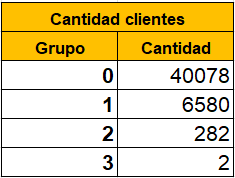 Cantidad clientes
Grupo Cantidad
0 40078
1 6580
2 282
3 2